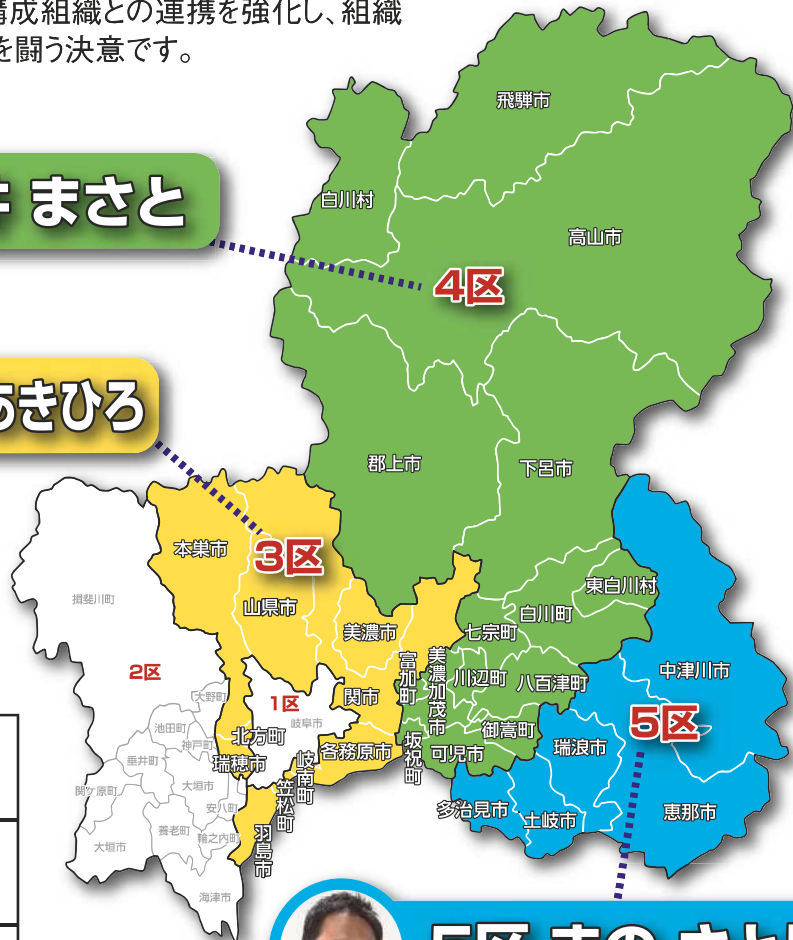 構成組織との連携を強化し、組織
を闘う決意です。
飛騨市
まさと
白川村
高山市
4区
あきひろ
郡上市
下呂市
本巣市
3区
東白川村
揖斐川町
山県市
白川町
美濃市
七宗町
2区
富加町
美濃加茂市
川辺町
八百津町
中津川市
大野町
1区
関市
岐阜市
池田町
北方町
御嵩町
5区
神戸町
各務原市
坂祝町
可児市
瑞浪市
垂井町
瑞穂市
岐南町
関ケ原町
大垣市
笠松町
安八町
多治見市
土岐市
恵那市
養老町
輪之内町
羽島市
大垣市
海津市
5区 まの さと